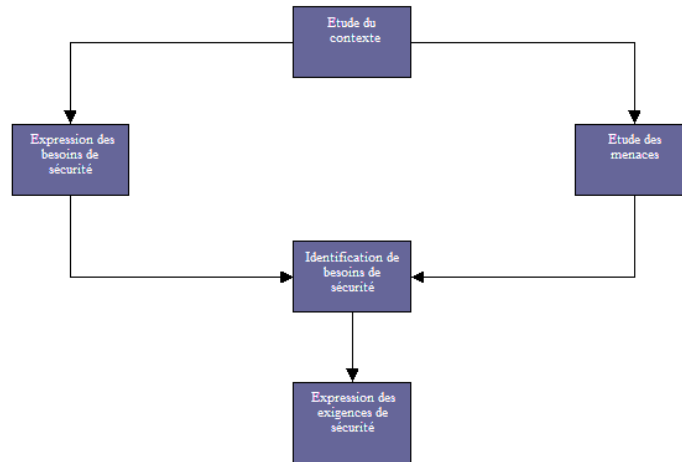 Etude du
contexte
Expression des
besoins de
sécurité
Etude des
menaces
Identification de
besoins de
sécurité
Expression des
exigences de
sécurité